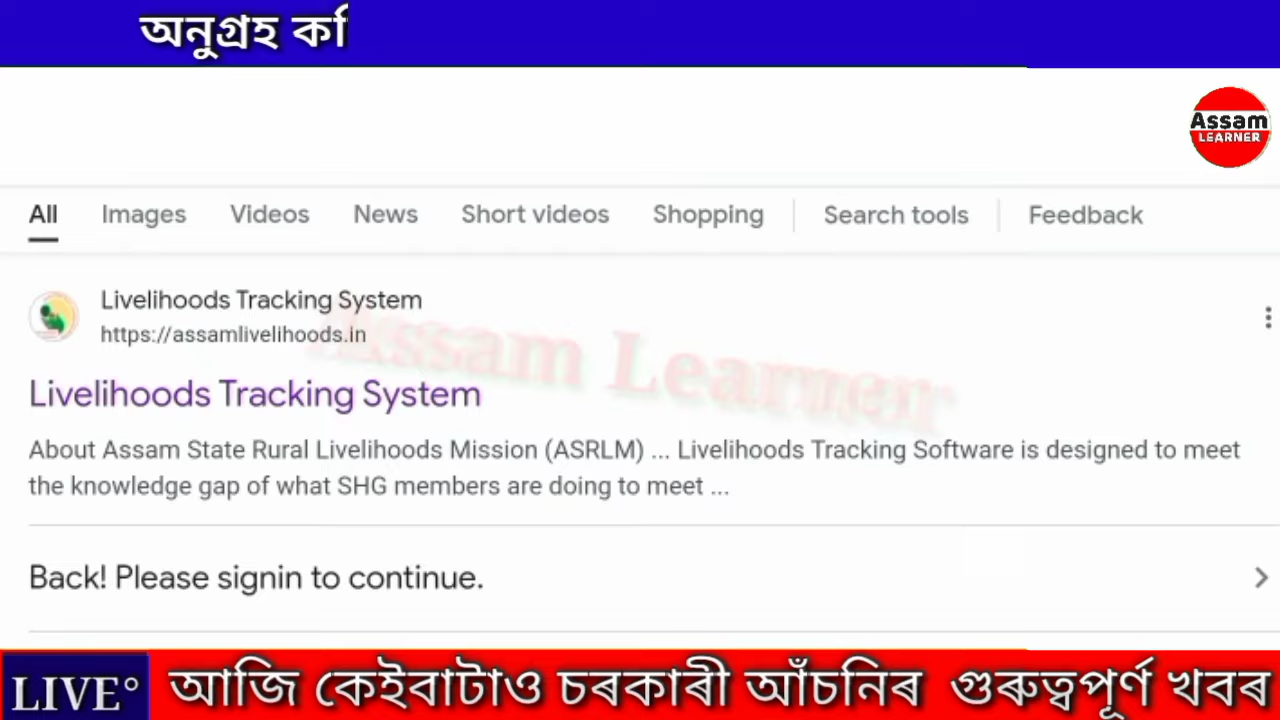 অনুগ্ৰহ কৰি
Assam
LEARNER
All Images Videos News Short videos Shopping Search tools Feedback
Livelihoods Tracking System
https://assamlivelihoods.in
Assam Learner
Livelihoods Tracking System
About Assam State Rural Livelihoods Mission (ASRLM) ... Livelihoods Tracking Software is designed to meet
the knowledge gap of what SHG members are doing to meet ...
Back! Please signin to continue.
LIVE° আজি কেইবাটাও চৰকাৰী আঁচনিৰ গুৰুত্বপূৰ্ণ খবৰ